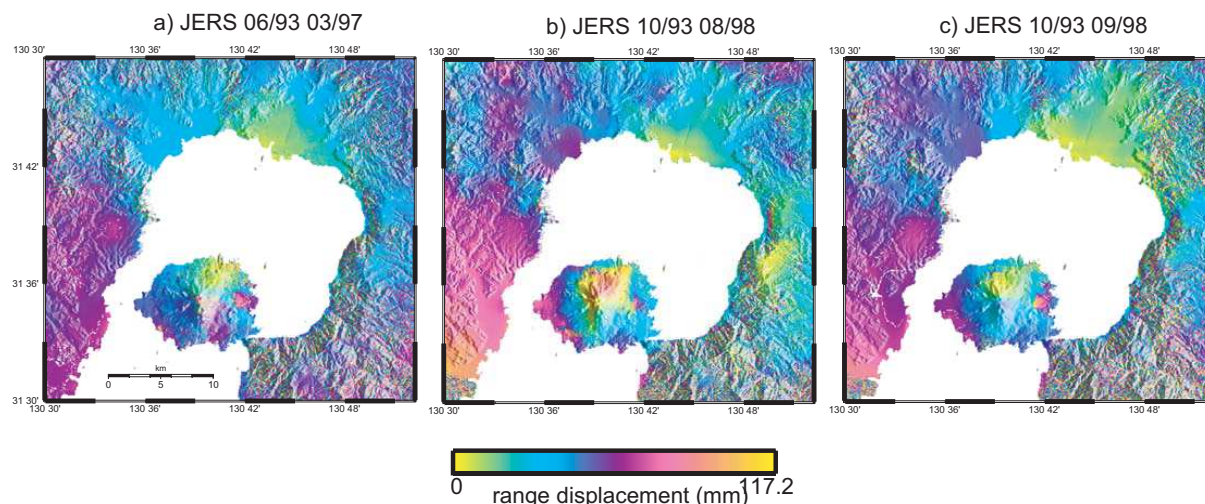 a) JERS 06/93 03/97
b) JERS 10/93 08/98
c) JERS 10/93 09/98
130 30' 130 36' 130 42' 130 48'
130 30' 130 36' 130 42' 130 48'
130 30' 130 36' 130 42' 130 48'
31 42'
31 36'
31 30'
km
0 5 10
130 30' 130 36' 130 42' 130 48'
130 30' 130 36' 130 42' 130 48'
130 30' 130 36' 130 42' 130 48'
0 117.2
range displacement (mm)